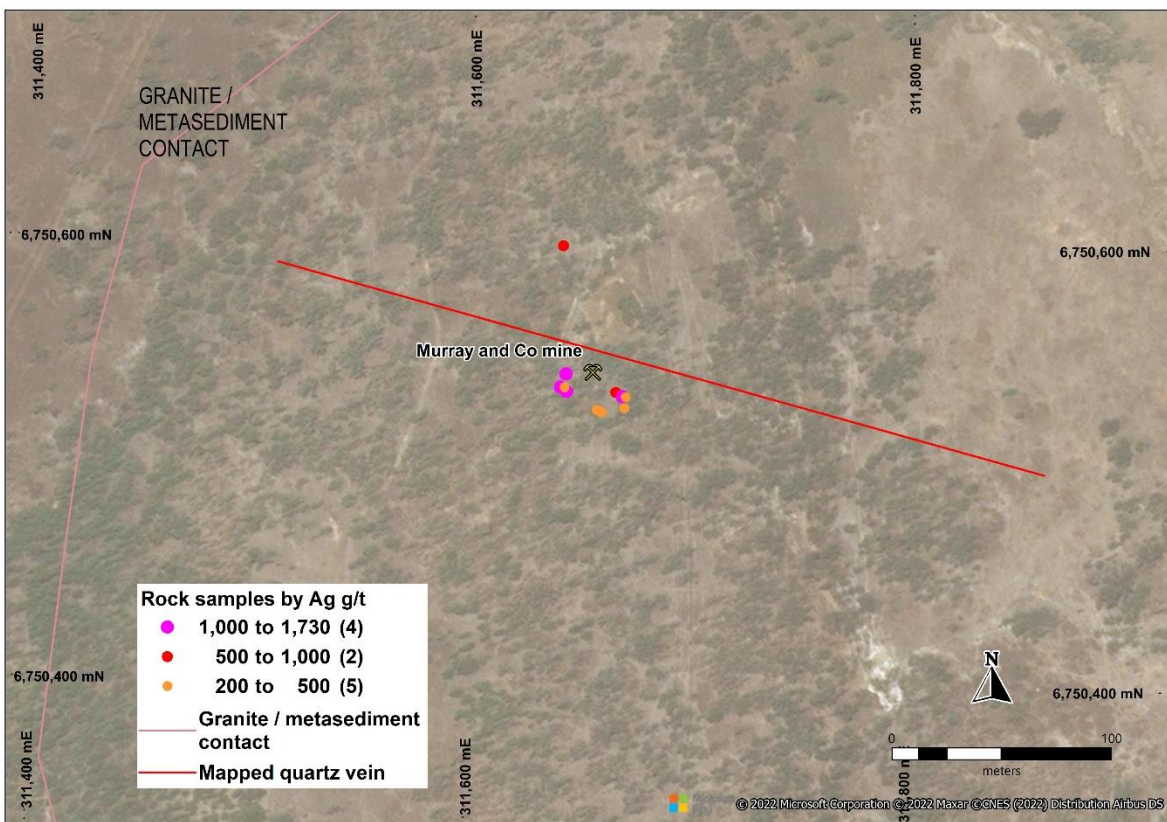 311,400 mE
311,600 mE
311,800 mE
GRANITE /
METASEDIMENT
CONTACT
6,750,600 mN
6,750,600 mN
Murray and Co mine
Rock samples by Ag g/t
1,000 to 1,730 (4)
500 to 1,000 (2)
200 to 500 (5)
Granite / metasediment
contact
Mapped quartz vein
6,750,400 mN
6,750,400 mN
N
0
100
meters
311,400 mE
311,600 mE
311,800 mE
© 2022 Microsoft Corporation © 2022 Maxar ©CNES (2022) Distribution Airbus DS